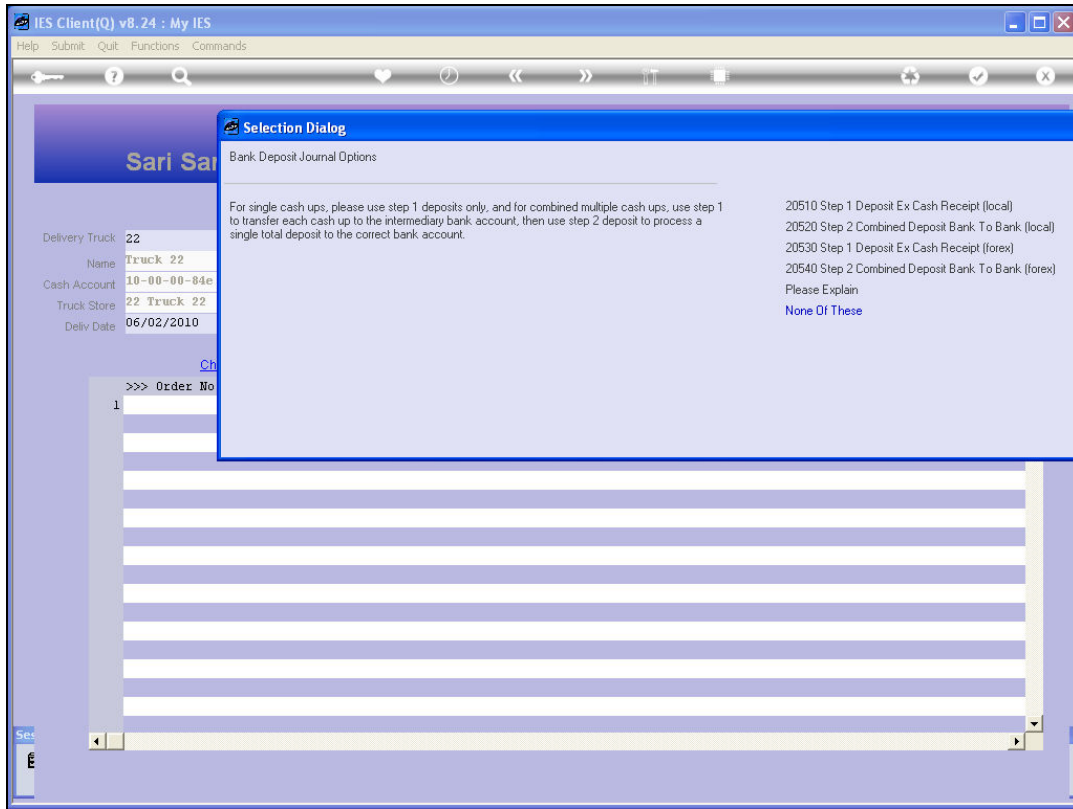 IES Client(Q) v8.24 : My IES
Help Submit Quit Functions Commands
Selection Dialog
Sari Sar
Bank Deposit Journal Options
For single cash ups, please use step 1 deposits only, and for combined multiple cash ups, use step 1
to transfer each cash up to the intermediary bank account, then use step 2 deposit to process a
single total deposit to the correct bank account.
20510 Step 1 Deposit Ex Cash Receipt (local)
20520 Step 2 Combined Deposit Bank To Bank (local)
20530 Step 1 Deposit Ex Cash Receipt (forex)
20540 Step 2 Combined Deposit Bank To Bank (forex)
Please Explain
None Of These
Delivery Truck 22
Name Truck 22
Cash Account 10-00-00-84e
Truck Store 22 Truck 22
Deliv Date 06/02/2010
Ch
>>> Order No
1
Ses